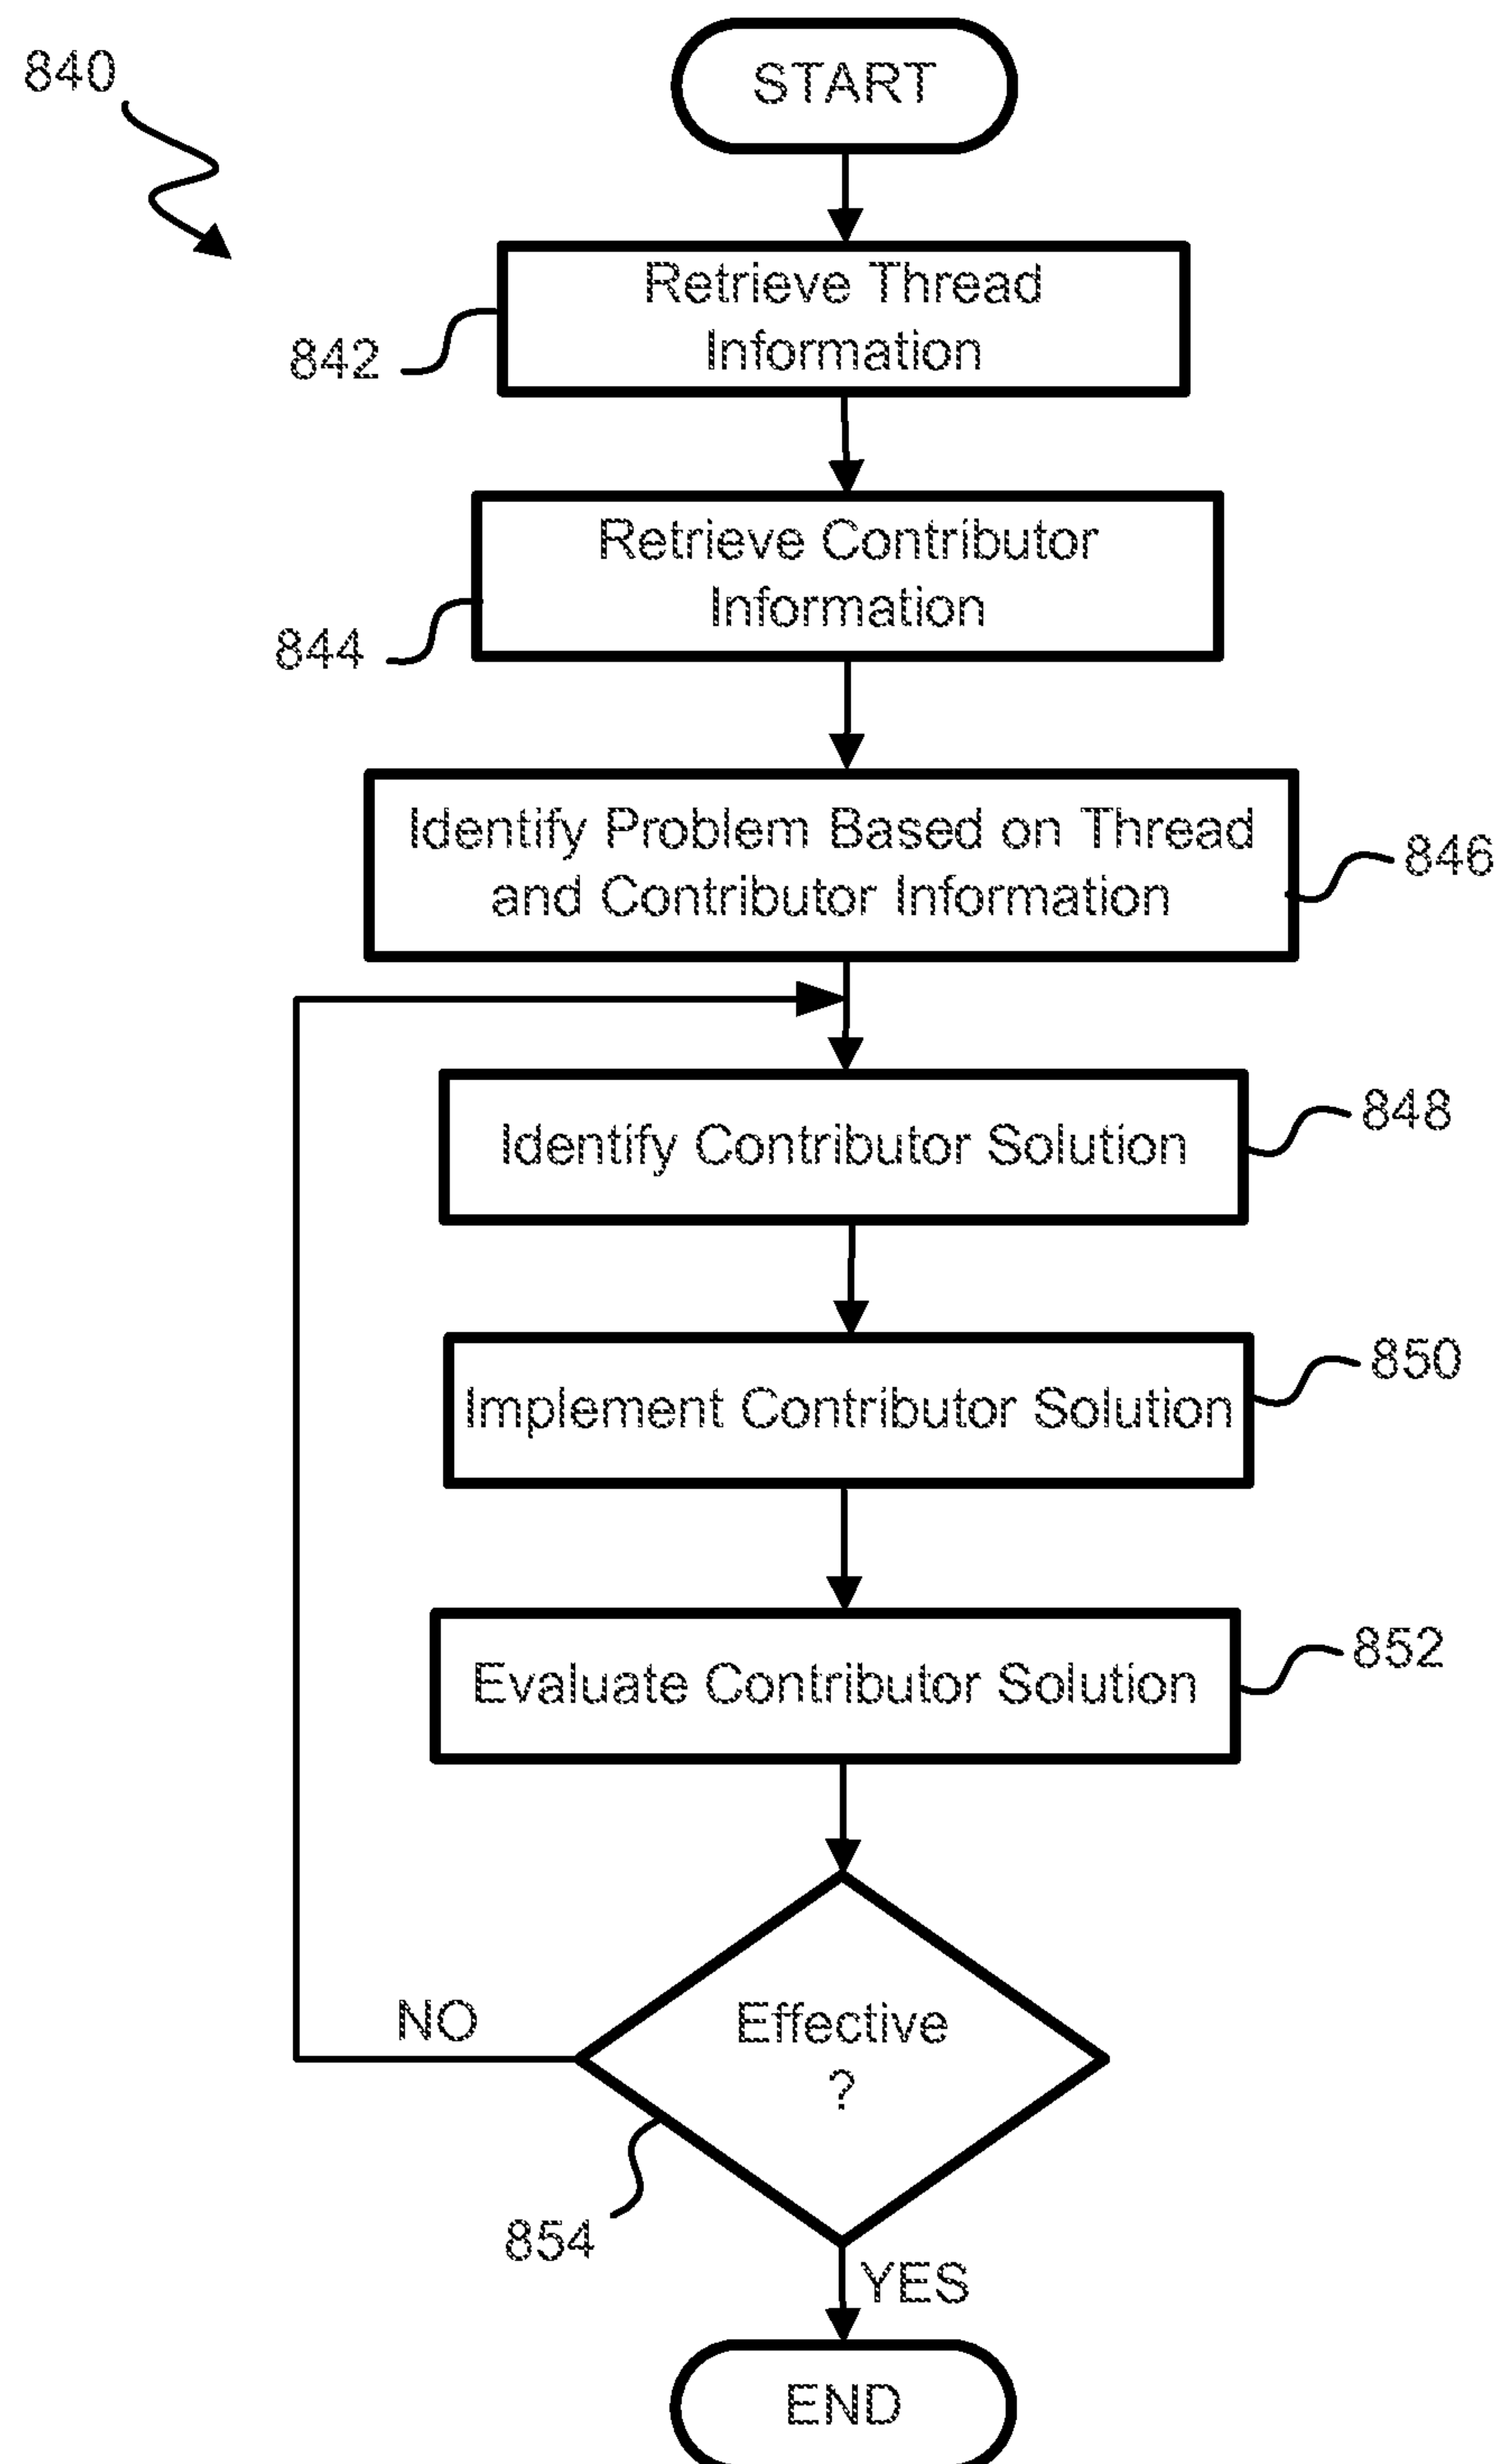 840
START
Retrieve Thread
Information
842
Retrieve Contributor
Information
844
Identify Problem Based on Thread
and Contributor Information
846
848
Identify Contributor Solution
850
Implement Contributor Solution
852
Evaluate Contributor Solution
NO
Effective
?
854
YES
END